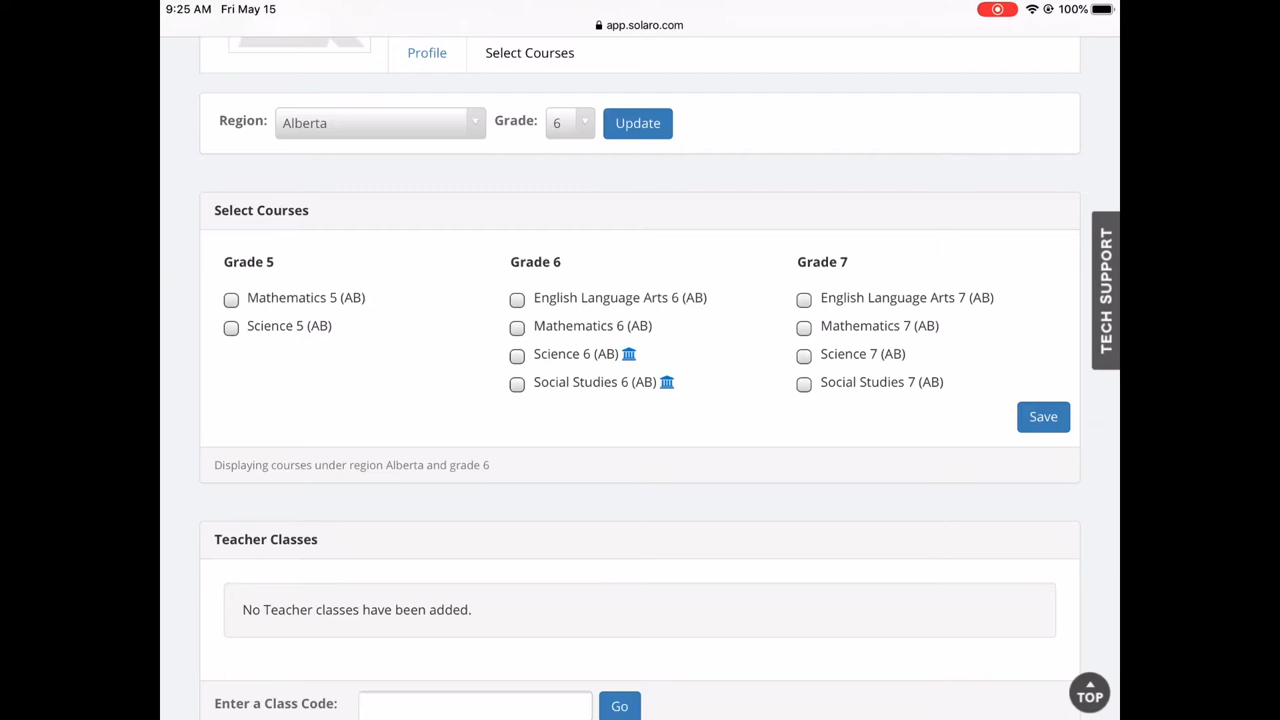 9:25 AM Fri May 15
100%
app.solaro.com
Profile
Select Courses
Region:
Alberta
Grade:
6
Update
Select Courses
Grade 5
Mathematics 5 (AB)
Science 5 (AB)
Grade 6
English Language Arts 6 (AB)
Mathematics 6 (AB)
Science 6 (AB)
Social Studies 6 (AB)
Grade 7
English Language Arts 7 (AB)
Mathematics 7 (AB)
Science 7 (AB)
Social Studies 7 (AB)
Save
Displaying courses under region Alberta and grade 6
TECH SUPPORT
Teacher Classes
No Teacher classes have been added.
Enter a Class Code:
Go
TOP